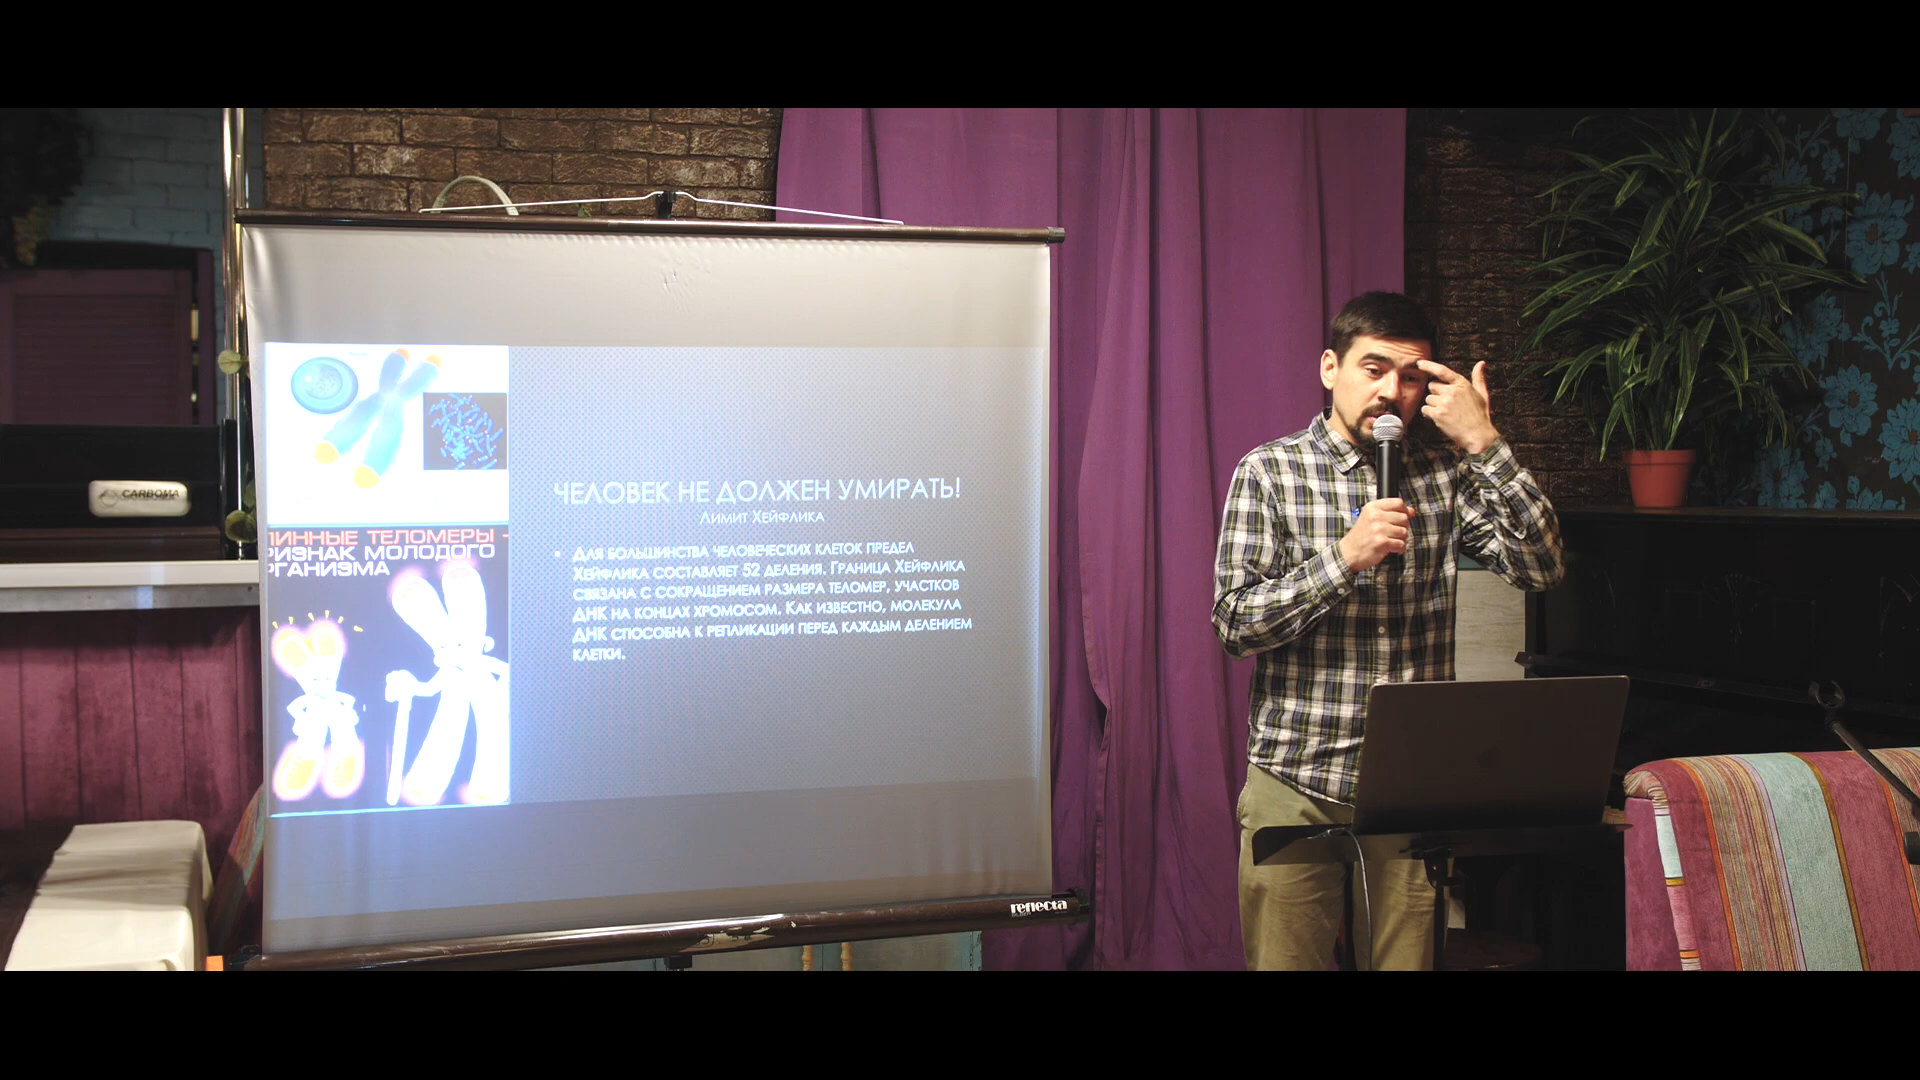 CARBOMA
ЛИННЫЕ ТЕЛОМЕРЫ -
РИЗНАК МОЛОДОГО
РГАНИЗМА
ЧЕЛОВЕК НЕ ДОЛЖЕН УМИРАТЬ!
Лимит Хейфлика
• Для большинства человеческих клеток предел
Хейфлика составляет 52 деления. Граница Хейфлика
связана с сокращением размера теломер, участков
ДНК на концах хромосом. Как известно, молекула
ДНК способна к репликации перед каждым делением
клетки.
reflecta